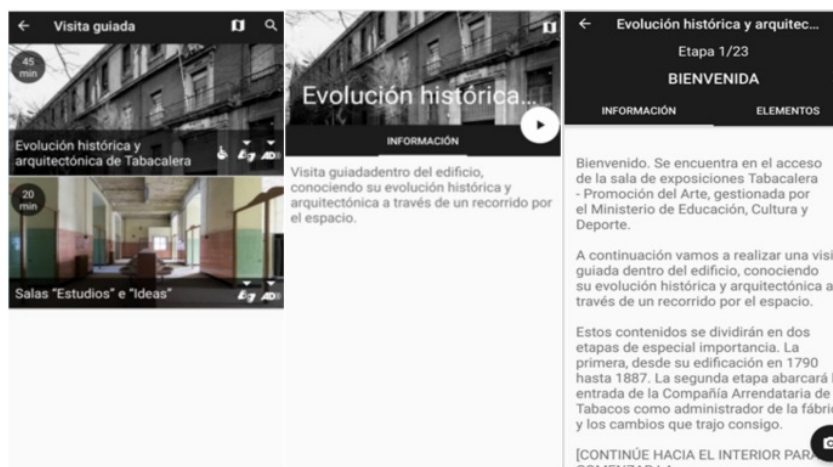 Visita guiada
45
min
Evolución histórica y
arquitectónica de Tabacalera
20
min
Salas "Estudios" e "Ideas"
Evolución histórica...
INFORMACIÓN
Visita guiadadentro del edificio,
conociendo su evolución histórica y
arquitectónica a través de un recorrido por
el espacio.
Evolución histórica y arquitec...
Etapa 1/23
BIENVENIDA
INFORMACIÓN
ELEMENTOS
Bienvenido. Se encuentra en el acceso
de la sala de exposiciones Tabacalera
- Promoción del Arte, gestionada por
el Ministerio de Educación, Cultura y
Deporte.
A continuación vamos a realizar una visi
guiada dentro del edificio, conociendo
su evolución histórica y arquitectónica a
través de un recorrido por el espacio.
Estos contenidos se dividirán en dos
etapas de especial importancia. La
primera, desde su edificación en 1790
hasta 1887. La segunda etapa abarcará l
entrada de la Compañía Arrendataria de
Tabacos como administrador de la fábric
y los cambios que trajo consigo.
[CONTINÚE HACIA EL INTERIOR PARA